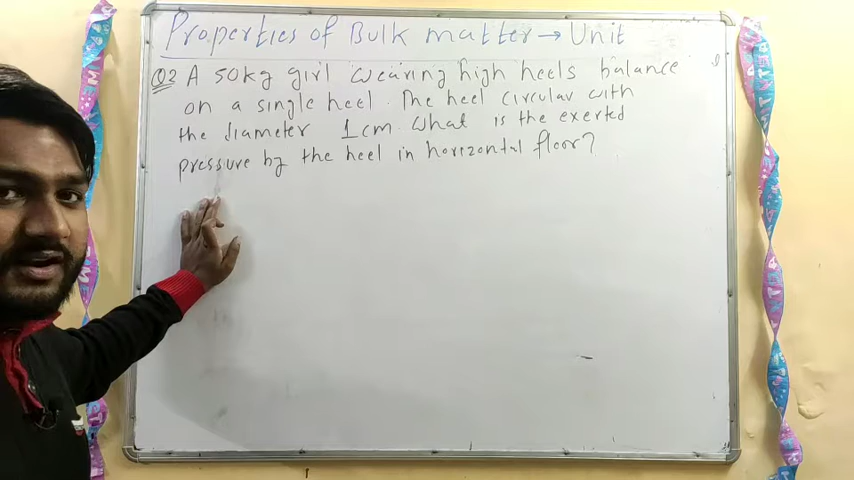 Properties of Bulk matter → Unit
Q2 A 50kg girl wearing high heels balance
on a single heel. The heel circular with
the diameter 1cm. What is the exerted
pressure by the heel in horizontal floor?